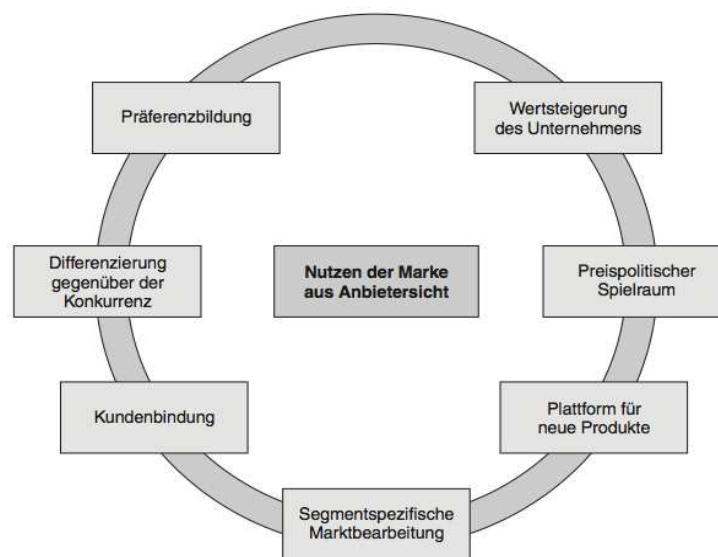 Präferenzbildung
Wertsteigerung
des Unternehmens
Differenzierung
gegenüber der
Konkurrenz
Nutzen der Marke
aus Anbietersicht
Preispolitischer
Spielraum
Kundenbindung
Plattform für
neue Produkte
Segmentspezifische
Marktbearbeitung